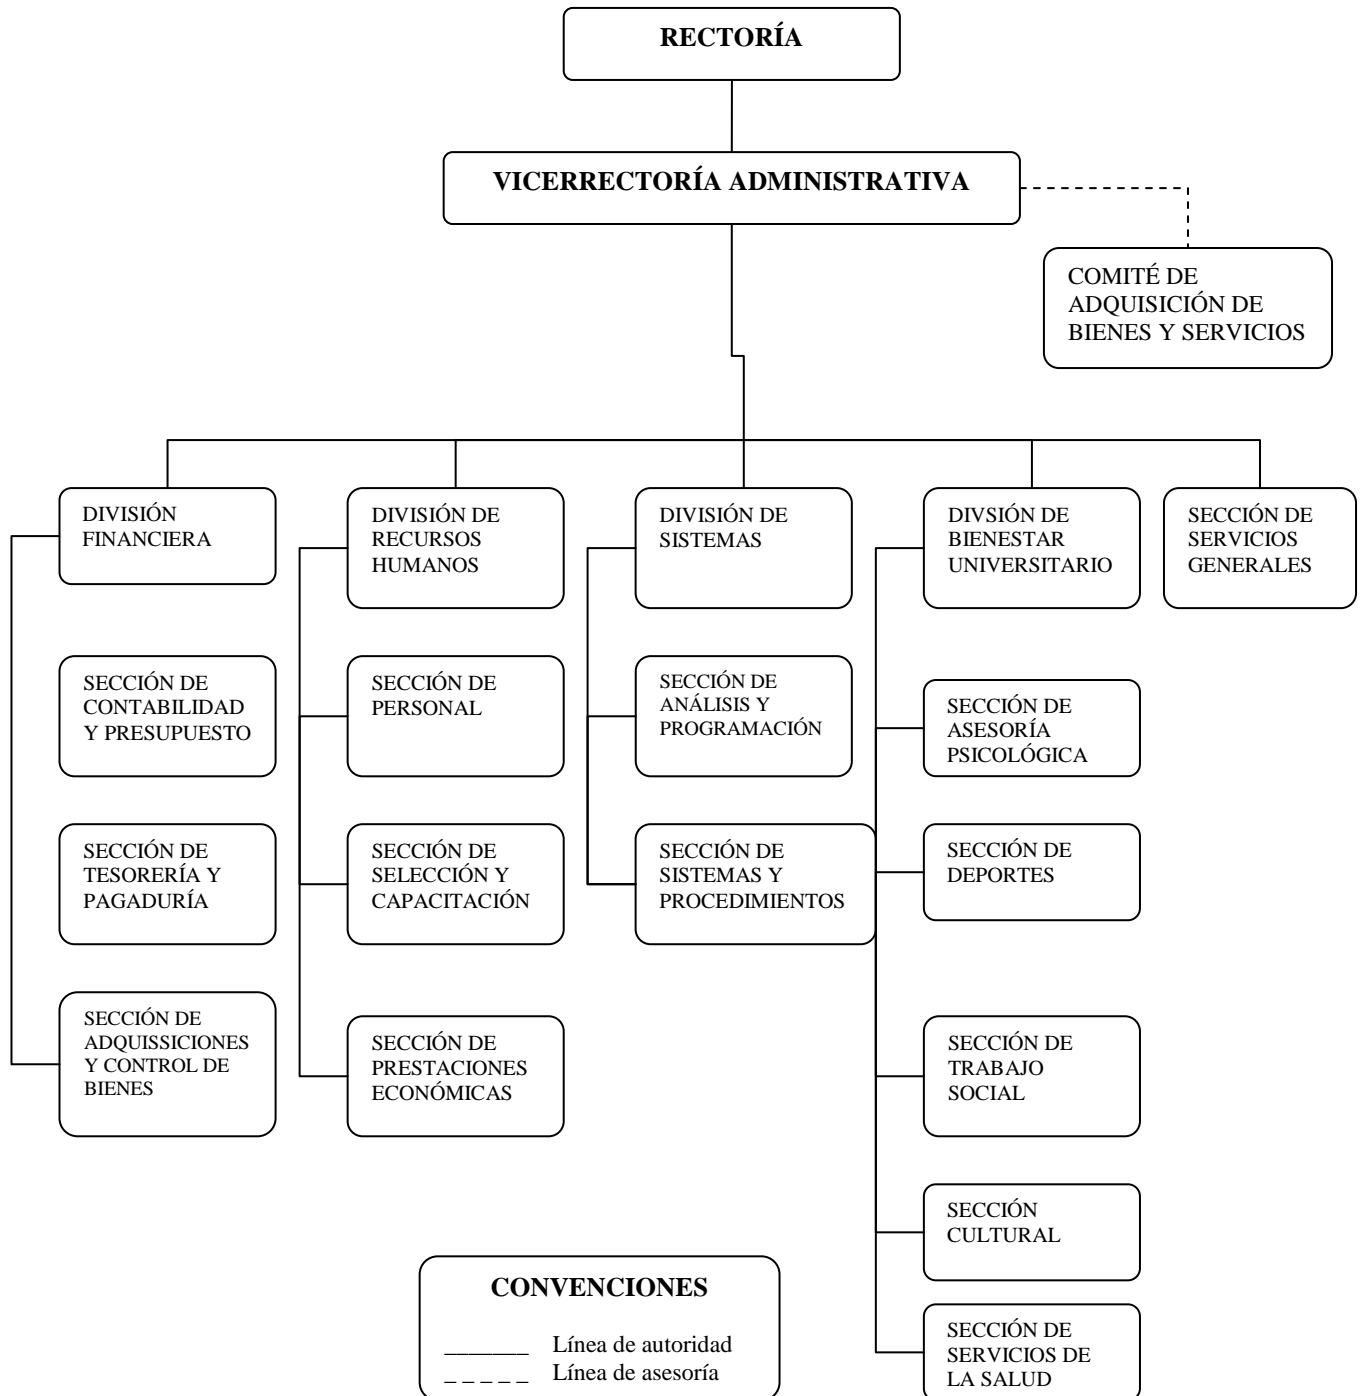 RECTORÍA
VICERRECTORÍA ADMINISTRATIVA
COMITÉ DE
ADQUISICIÓN DE
BIENES Y SERVICIOS
DIVISIÓN
FINANCIERA
DIVISIÓN DE
RECURSOS
HUMANOS
DIVISIÓN DE
SISTEMAS
DIVSIÓN DE
BIENESTAR
UNIVERSITARIO
SECCIÓN DE
SERVICIOS
GENERALES
SECCIÓN DE
CONTABILIDAD
Y PRESUPUESTO
SECCIÓN DE
PERSONAL
SECCIÓN DE
ANÁLISIS Y
PROGRAMACIÓN
SECCIÓN DE
ASESORÍA
PSICOLÓGICA
SECCIÓN DE
TESORERÍA Y
PAGADURÍA
SECCIÓN DE
SELECCIÓN Y
CAPACITACIÓN
SECCIÓN DE
SISTEMAS Y
PROCEDIMIENTOS
SECCIÓN DE
DEPORTES
SECCIÓN DE
ADQUISSICIONES
Y CONTROL DE
BIENES
SECCIÓN DE
PRESTACIONES
ECONÓMICAS
SECCIÓN DE
TRABAJO
SOCIAL
SECCIÓN
CULTURAL
SECCIÓN DE
SERVICIOS DE
LA SALUD
CONVENCIONES
_______ Línea de autoridad
_ _ _ _ _ Línea de asesoría